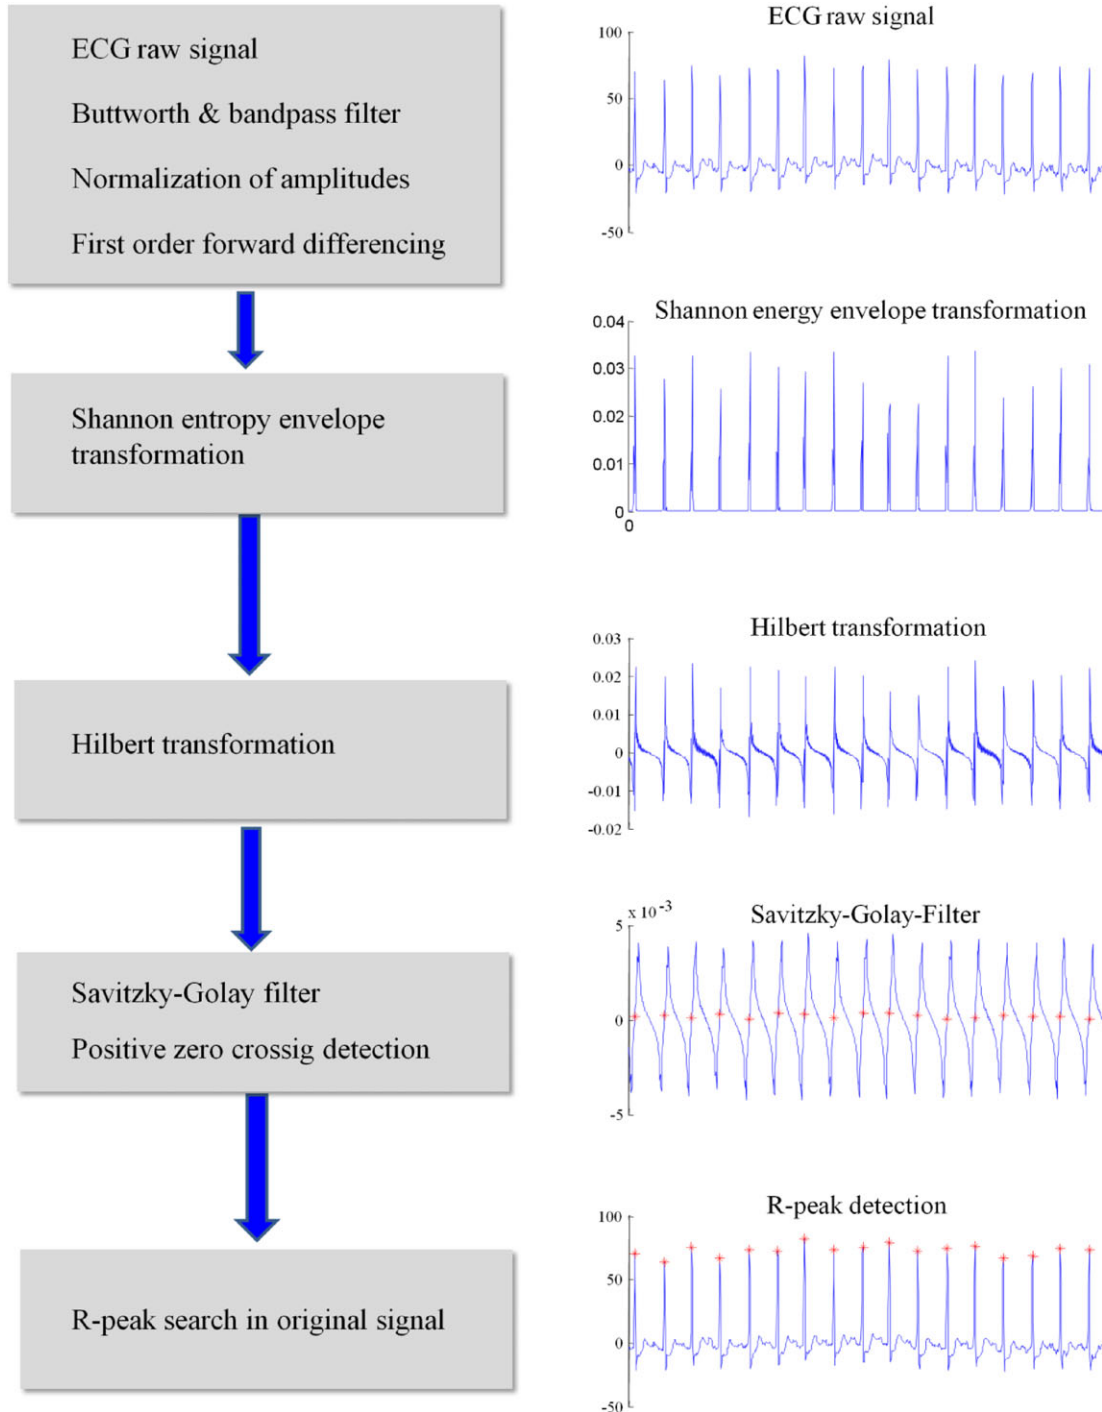 ECG raw signal
Buttworth & bandpass filter
Normalization of amplitudes
First order forward differencing
Shannon entropy envelope
transformation
Hilbert transformation
Savitzky-Golay filter
Positive zero crossig detection
R-peak search in original signal
ECG raw signal
100
50
0
-50
Shannon energy envelope transformation
0.04
0.03
0.02
0.01
0
0
Hilbert transformation
0.03
0.02
0.01
0
-0.01
-0.02
Savitzky-Golay-Filter
x 10⁻³
5
0
-5
R-peak detection
100
50
0
-50